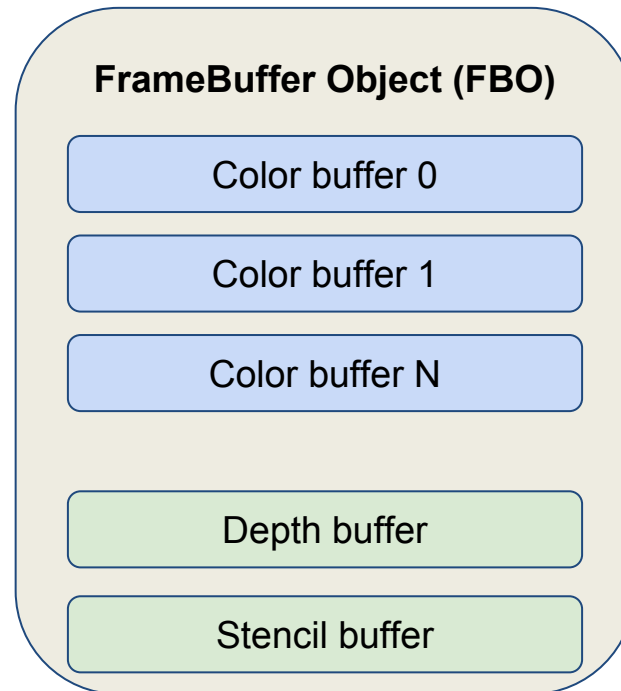 FrameBuffer Object (FBO)
Color buffer 0
Color buffer 1
Color buffer N
Depth buffer
Stencil buffer